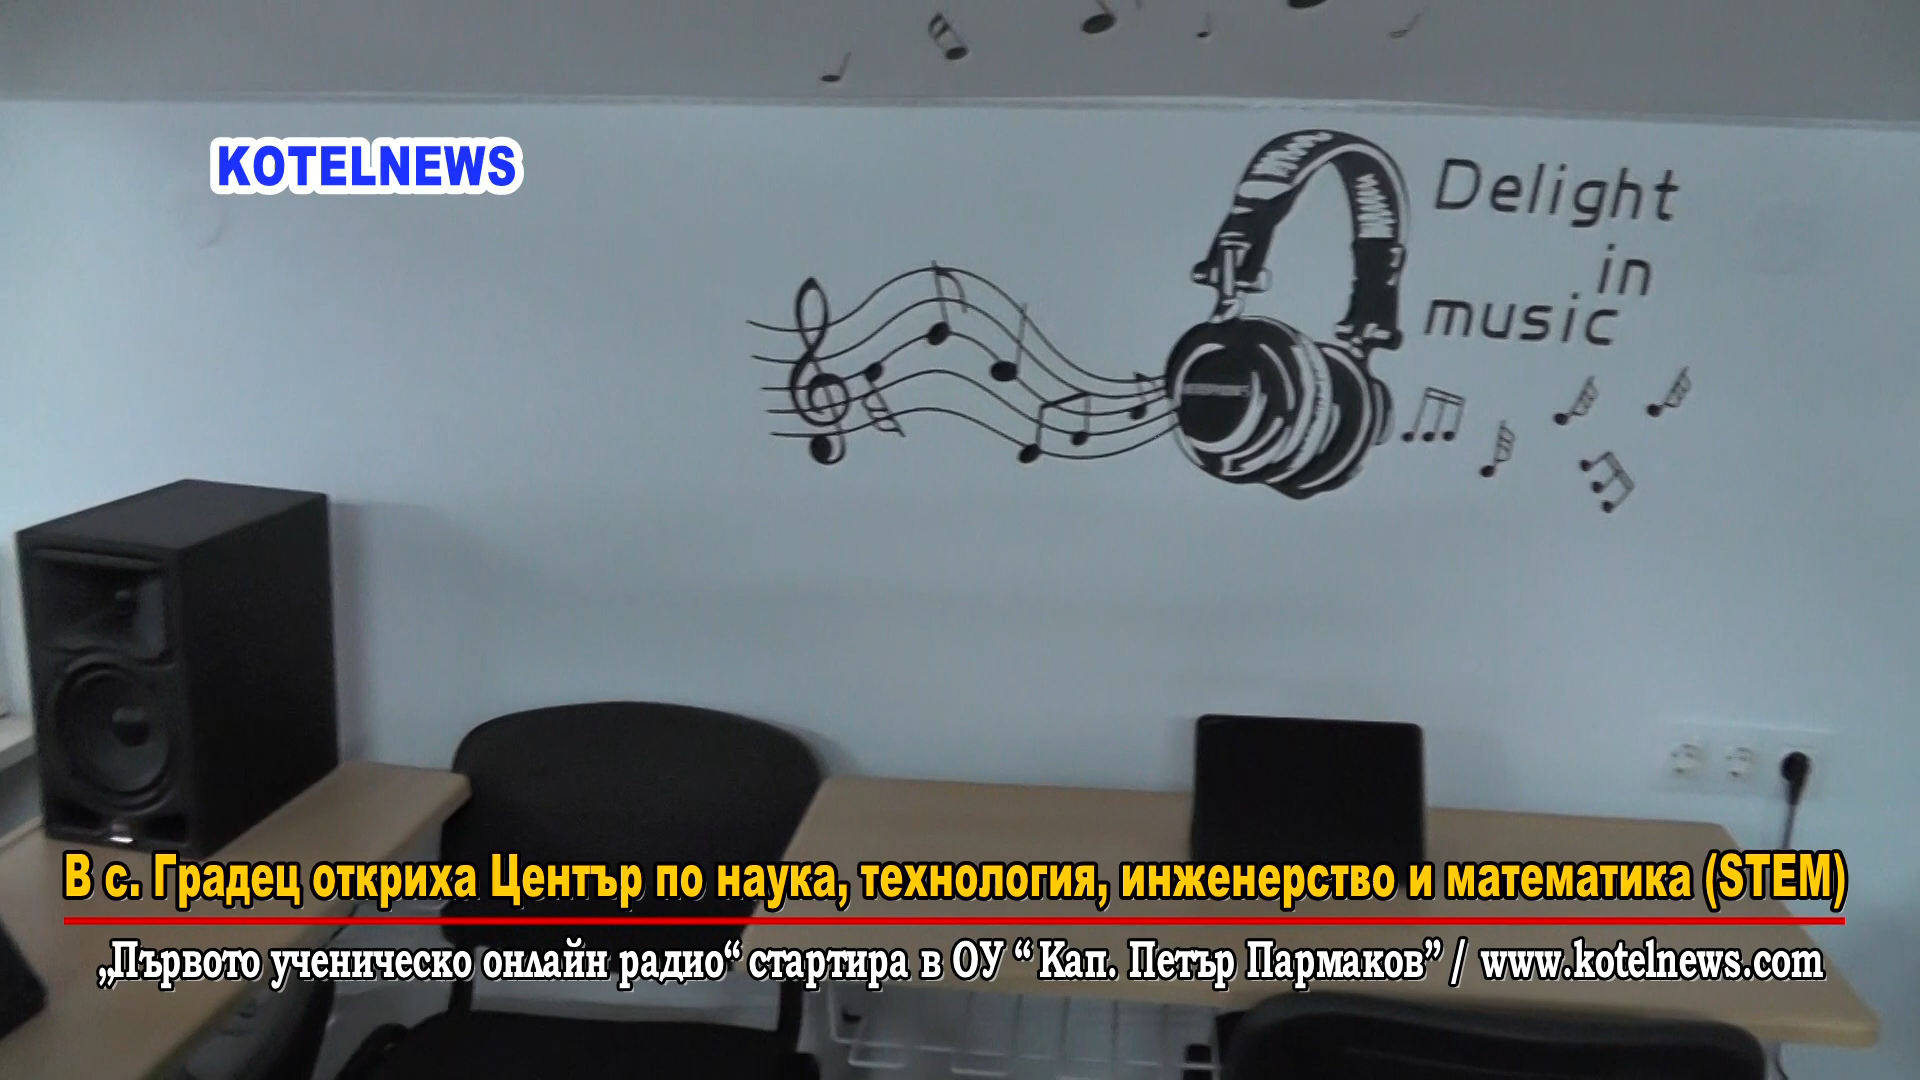 KOTELNEWS
Delight
in
music
В с. Градец откриха Център по наука, технология, инженерство и математика (STEM)
„Първото ученическо онлайн радио“ стартира в ОУ “ Кап. Петър Пармаков” / www.kotelnews.com